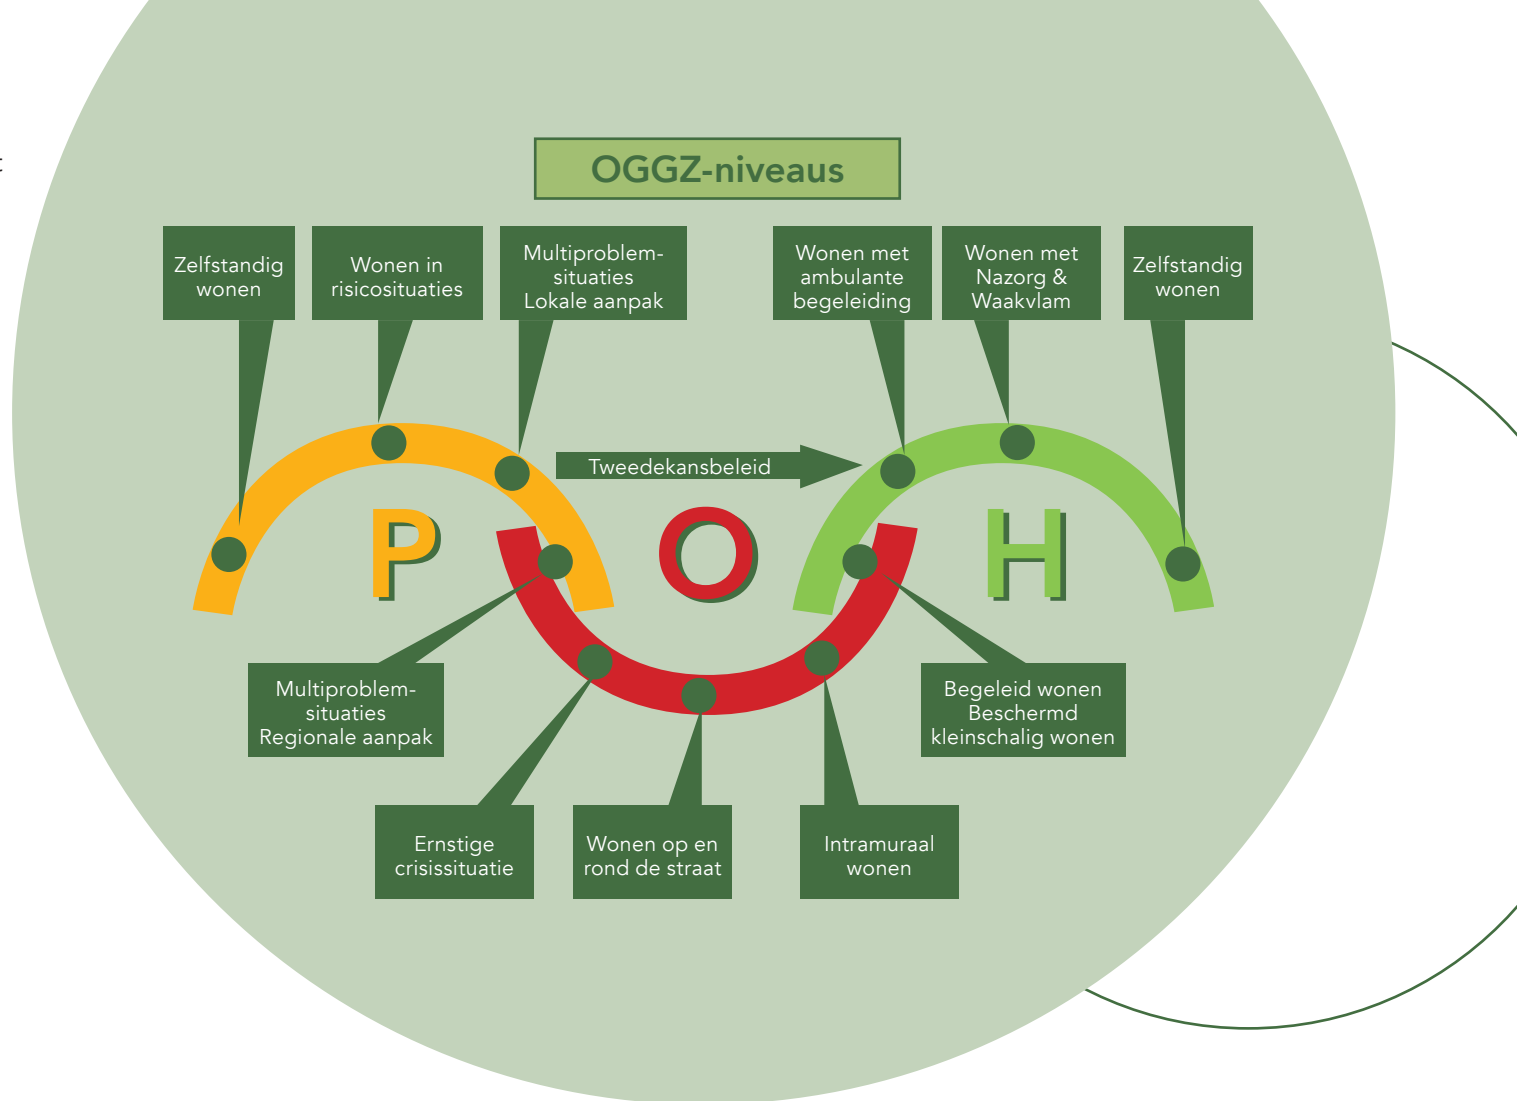 t
OGGZ-niveaus
Zelfstandig
wonen
Wonen in
risicosituaties
Multiproblem-
situaties
Lokale aanpak
Wonen met
ambulante
begeleiding
Wonen met
Nazorg &
Waakvlam
Zelfstandig
wonen
Tweedekansbeleid
P
O
H
Multiproblem-
situaties
Regionale aanpak
Begeleid wonen
Beschermd
kleinschalig wonen
Ernstige
crisissituatie
Wonen op en
rond de straat
Intramuraal
wonen